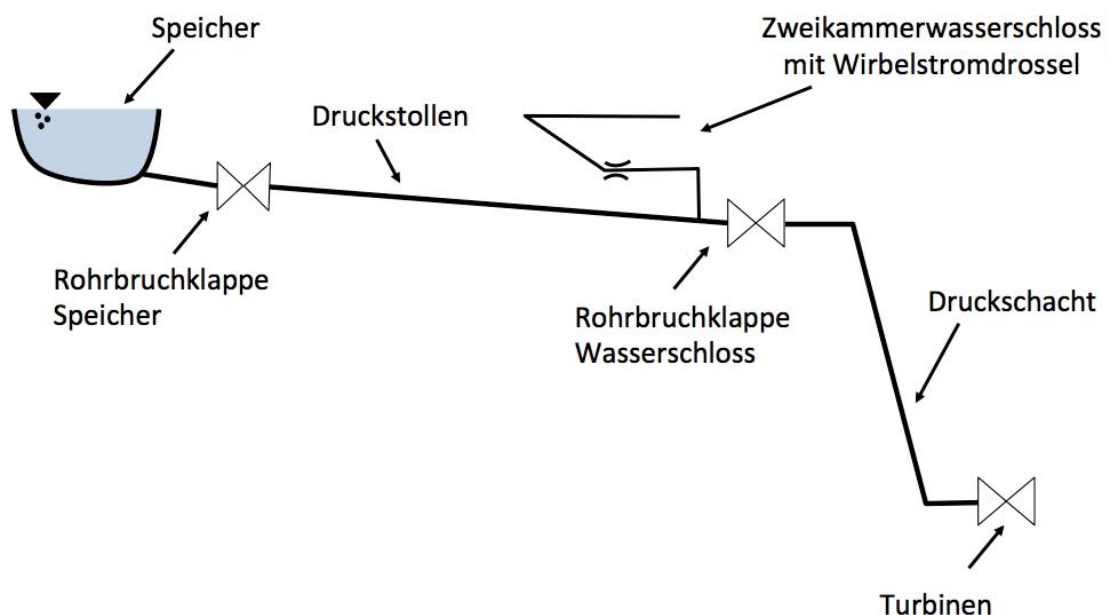 Speicher
Zweikammerwasserschloss
mit Wirbelstromdrossel
Druckstollen
Rohrbruchklappe
Speicher
Rohrbruchklappe
Wasserschloss
Druckschacht
Turbinen